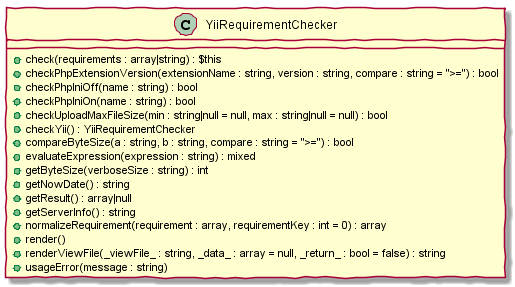 C YiiRequirementChecker
check(requirements : array|string) : $this
checkPhpExtensionVersion(extensionName : string, version : string, compare : string = ">=") : bool
checkPhpIniOff(name : string) : bool
checkPhpIniOn(name : string) : bool
checkUploadMaxFileSize(min : string|null = null, max : string|null = null) : bool
checkYii() : YiiRequirementChecker
compareByteSize(a : string, b : string, compare : string = ">=") : bool
evaluateExpression(expression : string) : mixed
getByteSize(verboseSize : string) : int
getNowDate() : string
getResult() : array|null
getServerInfo() : string
normalizeRequirement(requirement : array, requirementKey : int = 0) : array
render()
renderViewFile(_viewFile_ : string, _data_ : array = null, _return_ : bool = false) : string
usageError(message : string)